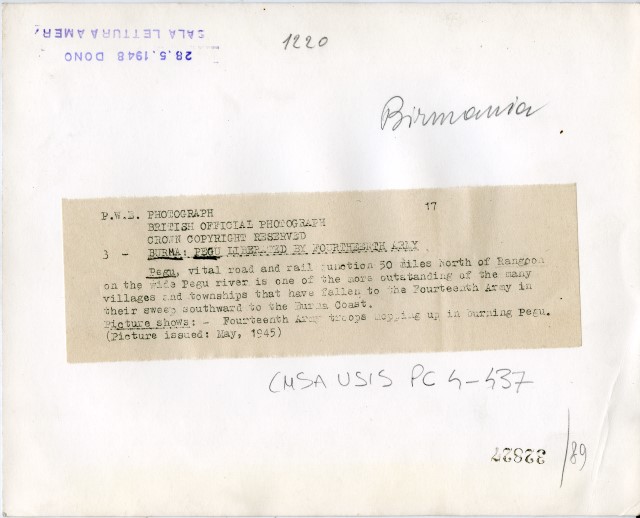 28.5.1948 DONO
SALA LETTURA AMER.
1220
Birmania
P.W.D. PHOTOGRAPH 17
BRITISH OFFICIAL PHOTOGRAPH
CROWN COPYRIGHT RESERVED
3 - BURMA: PEGU LIBERATED BY FOURTHEENTH ARMY
Pegu, vital road and rail junction 50 miles north of Rangoon
on the wife Pegu river is one of the more outstanding of the many
villages and townships that have fallen to the Fourteenth Army in
their sweep southward to the Burma Coast.
Picture shows: - Fourteenth Army troops mopping up in burning Pegu.
(Picture issued: May, 1945)
CMSA USIS PC 4-437
32827
/89